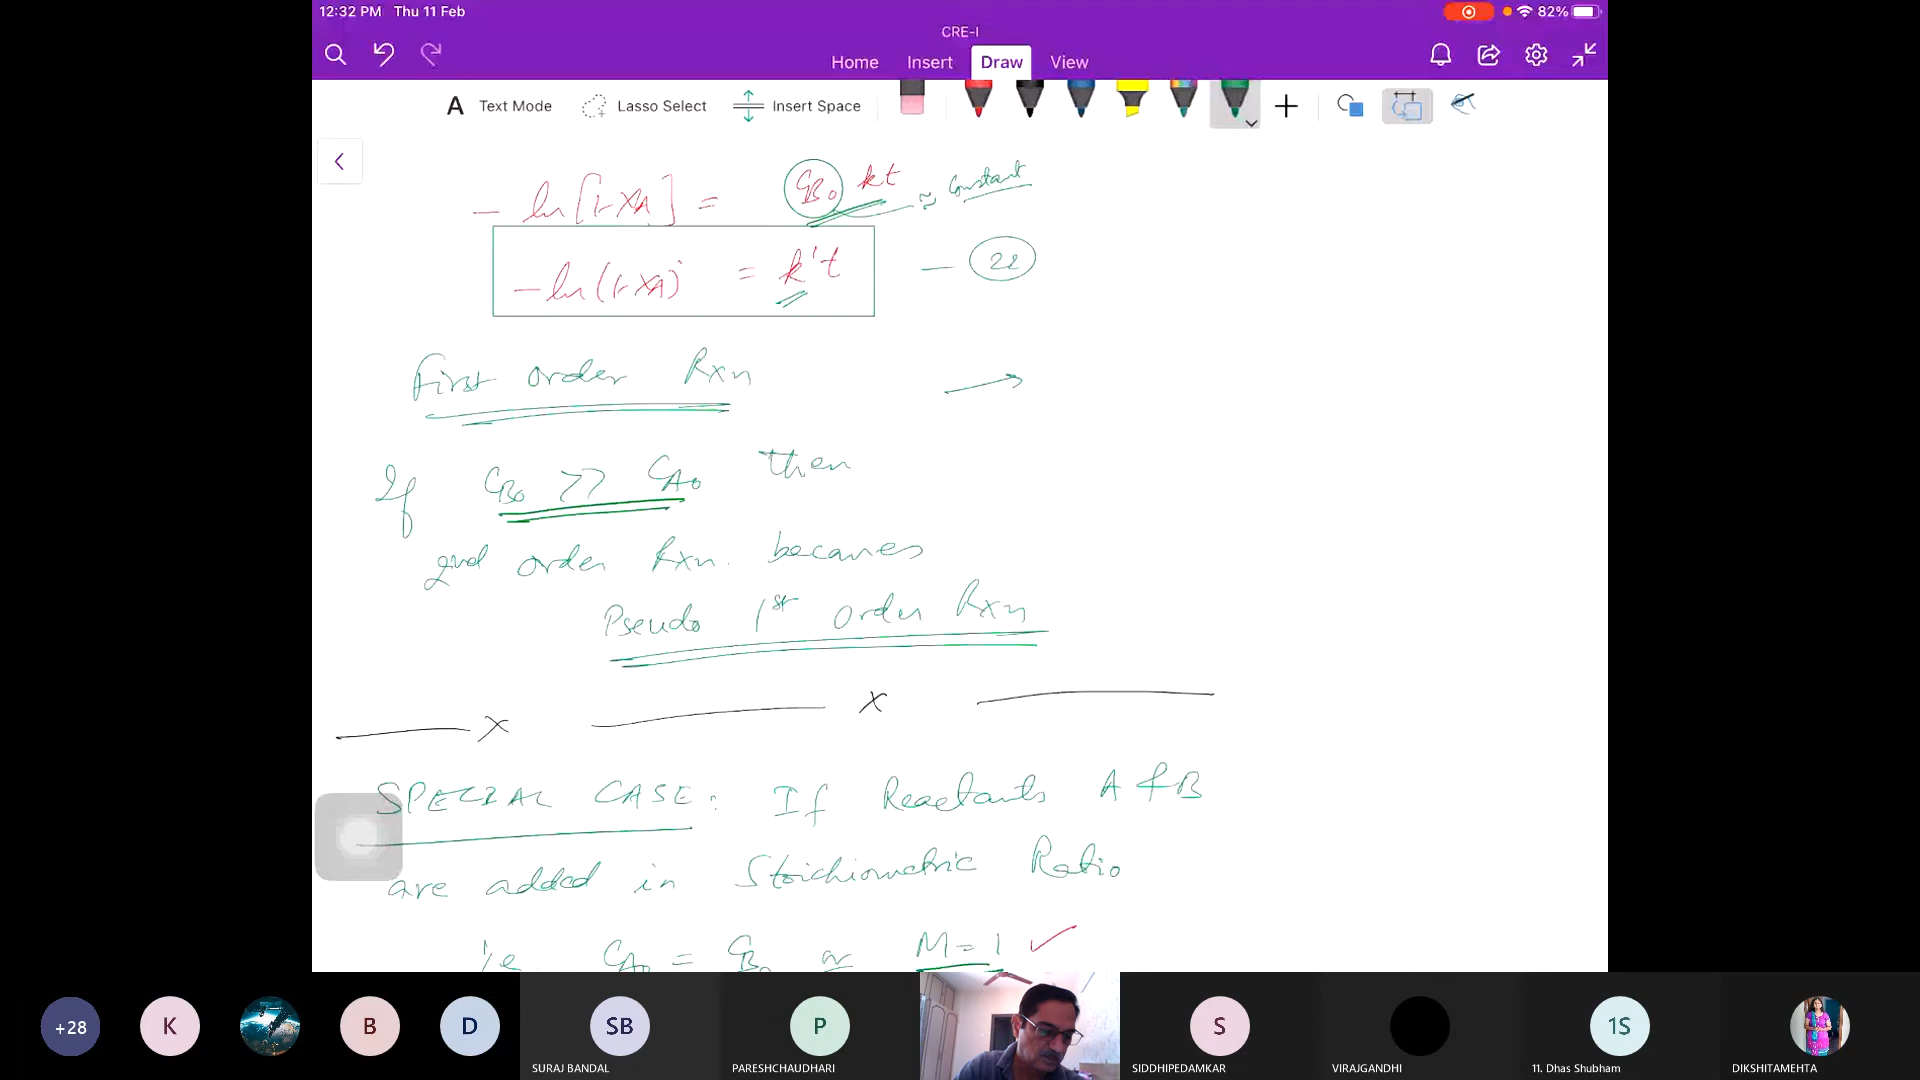 12:32 PM Thu 11 Feb
82%
CRE-I
Home Insert Draw View
A Text Mode Lasso Select Insert Space
- ln[1-XA] = CB0 kt ≈ Constant
-ln(1-XA) = k't — 22
First order Rxn →
If CB0 >> CA0 then
2nd order Rxn. becomes
Pseudo 1st order Rxn
x x
SPECIAL CASE: If Reactants A & B
are added in Stoichiometric Ratio
i.e. CA0 = CB0 or M=1 ✓
+28 K B D SB P S 1S
SURAJ BANDAL PARESHCHAUDHARI SIDDHIPEDAMKAR VIRAJGANDHI 11. Dhas Shubham DIKSHITAMEHTA